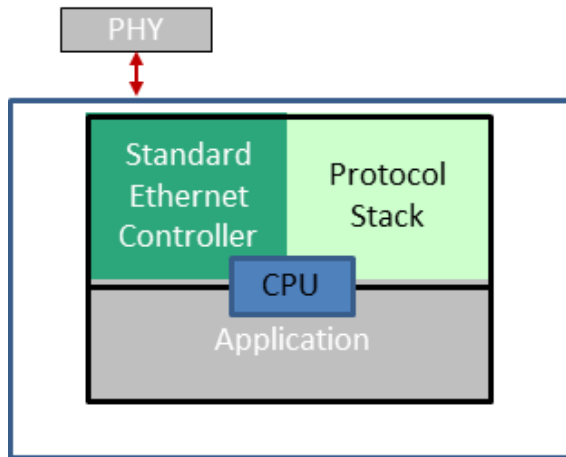 PHY
Standard
Ethernet
Controller
Protocol
Stack
CPU
Application